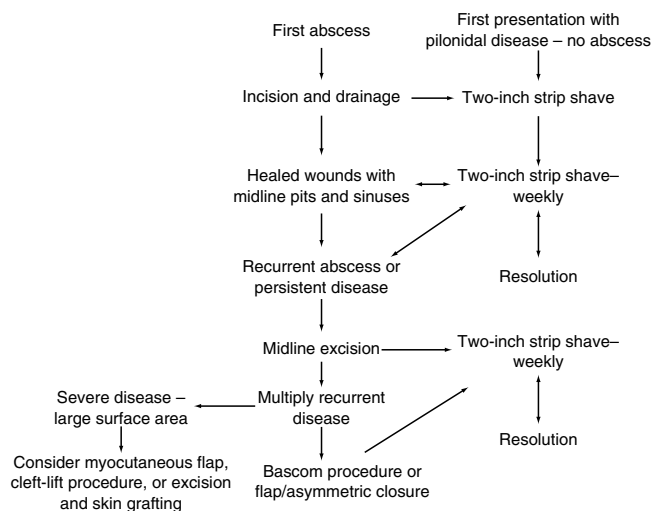 First abscess
First presentation with
pilonidal disease – no abscess
Incision and drainage
Two-inch strip shave
Healed wounds with
midline pits and sinuses
Two-inch strip shave–
weekly
Recurrent abscess or
persistent disease
Resolution
Midline excision
Two-inch strip shave–
weekly
Severe disease –
large surface area
Multiply recurrent
disease
Resolution
Consider myocutaneous flap,
cleft-lift procedure, or excision
and skin grafting
Bascom procedure or
flap/asymmetric closure